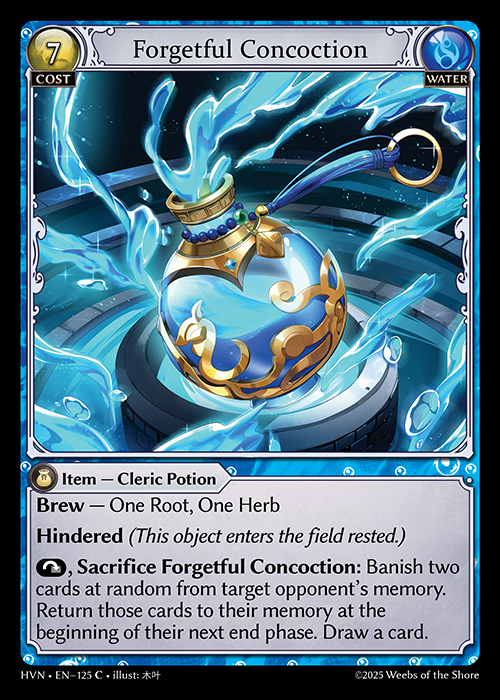 7
Forgetful Concoction
COST
WATER
Item — Cleric Potion
Brew — One Root, One Herb
Hindered (This object enters the field rested.)
, Sacrifice Forgetful Concoction: Banish two
cards at random from target opponent's memory.
Return those cards to their memory at the
beginning of their next end phase. Draw a card.
HVN • EN-125 C • illust: 木叶
©2025 Weebs of the Shore